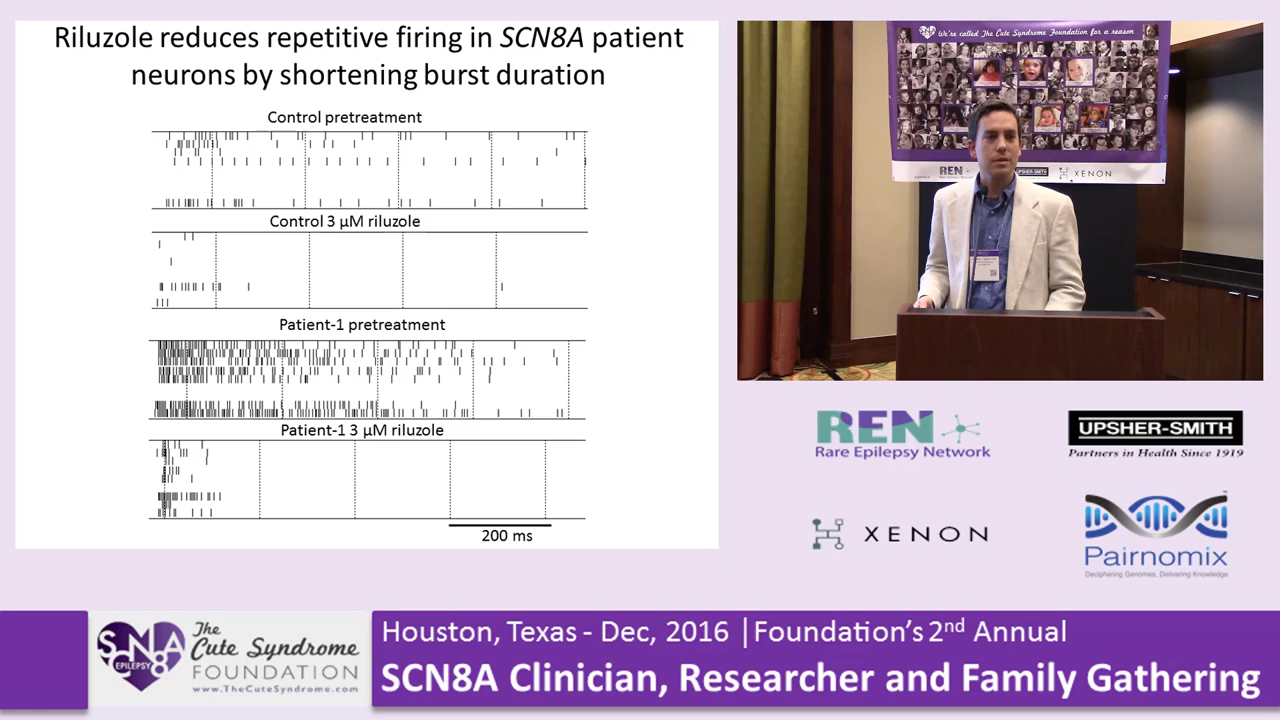 Riluzole reduces repetitive firing in SCN8A patient
neurons by shortening burst duration
Control pretreatment
Control 3 µM riluzole
Patient-1 pretreatment
Patient-1 3 µM riluzole
200 ms
We're called The Cute Syndrome Foundation for a reason
REN
UPSHER-SMITH
XENON
REN
Rare Epilepsy Network
UPSHER-SMITH
Partners in Health Since 1919
XENON
Pairnomix
Deciphering Genomes, Delivering Knowledge
SCN8A
EPILEPSY
The
Cute Syndrome
FOUNDATION
www.TheCuteSyndrome.com
Houston, Texas - Dec, 2016 | Foundation's 2nd Annual
SCN8A Clinician, Researcher and Family Gathering